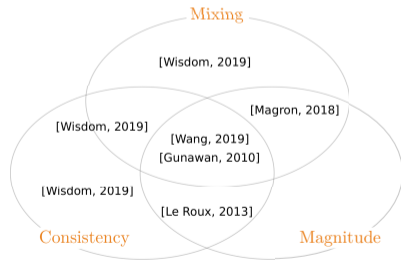 Mixing
[Wisdom, 2019]
[Magron, 2018]
[Wisdom, 2019]
[Wang, 2019]
[Gunawan, 2010]
[Wisdom, 2019]
[Le Roux, 2013]
Consistency
Magnitude